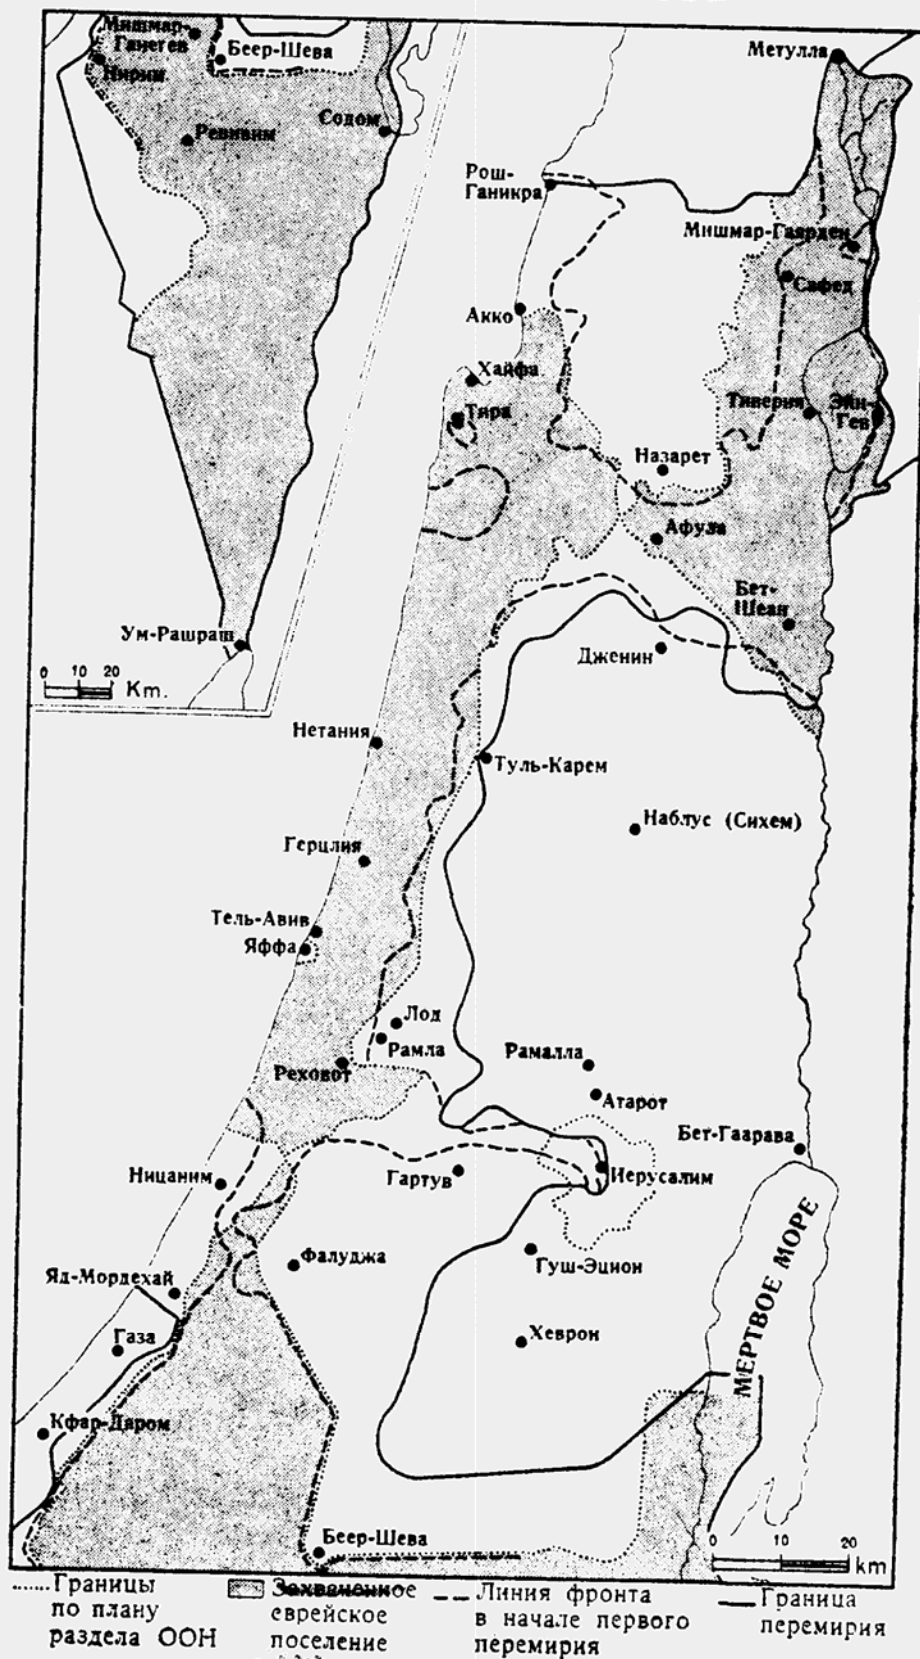 Мишмар-
Ганегев
Беер-Шева
Нирим
Ревивим
Содом
Ум-Рашраш
0 10 20
Km.
Метулла
Рош-
Ганикра
Мишмар-Гаярден
Сафед
Акко
Хайфа
Тира
Тиверия
Эйн-
Гев
Назарет
Афула
Бет-
Шеан
Дженин
Нетания
Туль-Карем
Наблус (Сихем)
Герцлия
Тель-Авив
Яффа
Лод
Рамла
Реховот
Рамалла
Атарот
Бет-Гаарава
Ницаним
Гартув
Иерусалим
Фалуджа
Гуш-Эцион
Яд-Мордехай
Газа
Хеврон
МЕРТВОЕ МОРЕ
Кфар-Даром
Беер-Шева
0 10 20
km
Границы
по плану
раздела ООН
Захваченное
еврейское
поселение
Линия фронта
в начале первого
перемирия
Граница
перемирия